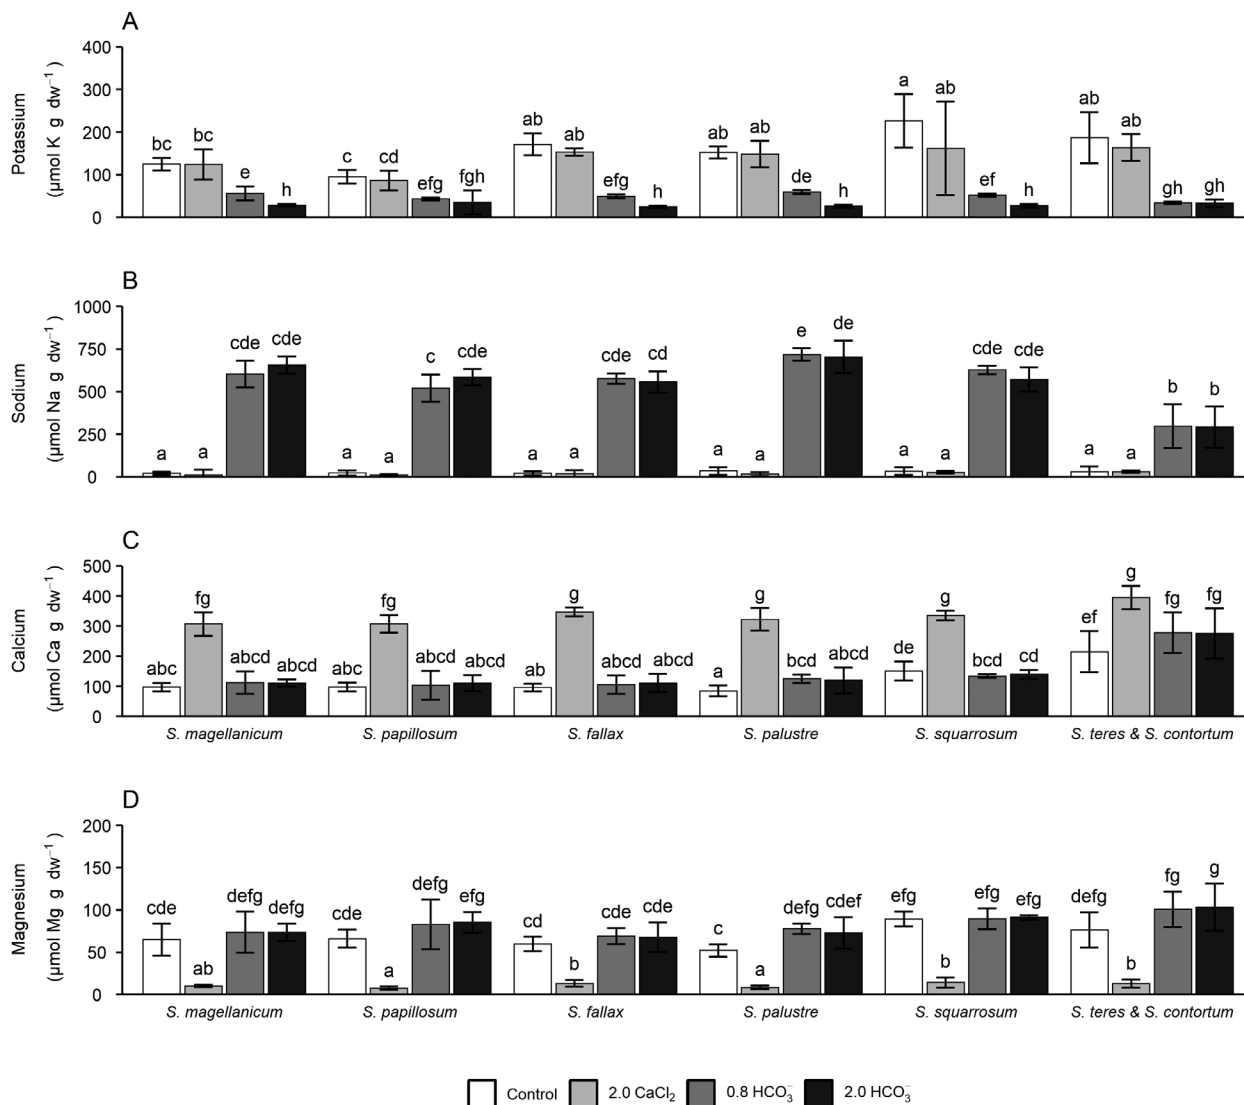 A
Potassium
(µmol K g dw⁻¹)
400
300
200
100
0
bc bc e h
c cd efg fgh
ab ab efg h
ab ab de h
a ab ef h
ab ab gh gh
B
Sodium
(µmol Na g dw⁻¹)
1000
750
500
250
0
a a cde cde
a a c cde
a a cde cd
a a e de
a a cde cde
a a b b
C
Calcium
(µmol Ca g dw⁻¹)
500
400
300
200
100
0
abc fg abcd abcd
abc fg abcd abcd
ab g abcd abcd
a g bcd abcd
de g bcd cd
ef g fg fg
S. magellanicum S. papillosum S. fallax S. palustre S. squarrosum S. teres & S. contortum
D
Magnesium
(µmol Mg g dw⁻¹)
200
150
100
50
0
cde ab defg defg
cde a defg efg
cd b cde cde
c a defg cdef
efg b efg efg
defg b fg g
S. magellanicum S. papillosum S. fallax S. palustre S. squarrosum S. teres & S. contortum
Control 2.0 CaCl₂ 0.8 HCO₃⁻ 2.0 HCO₃⁻